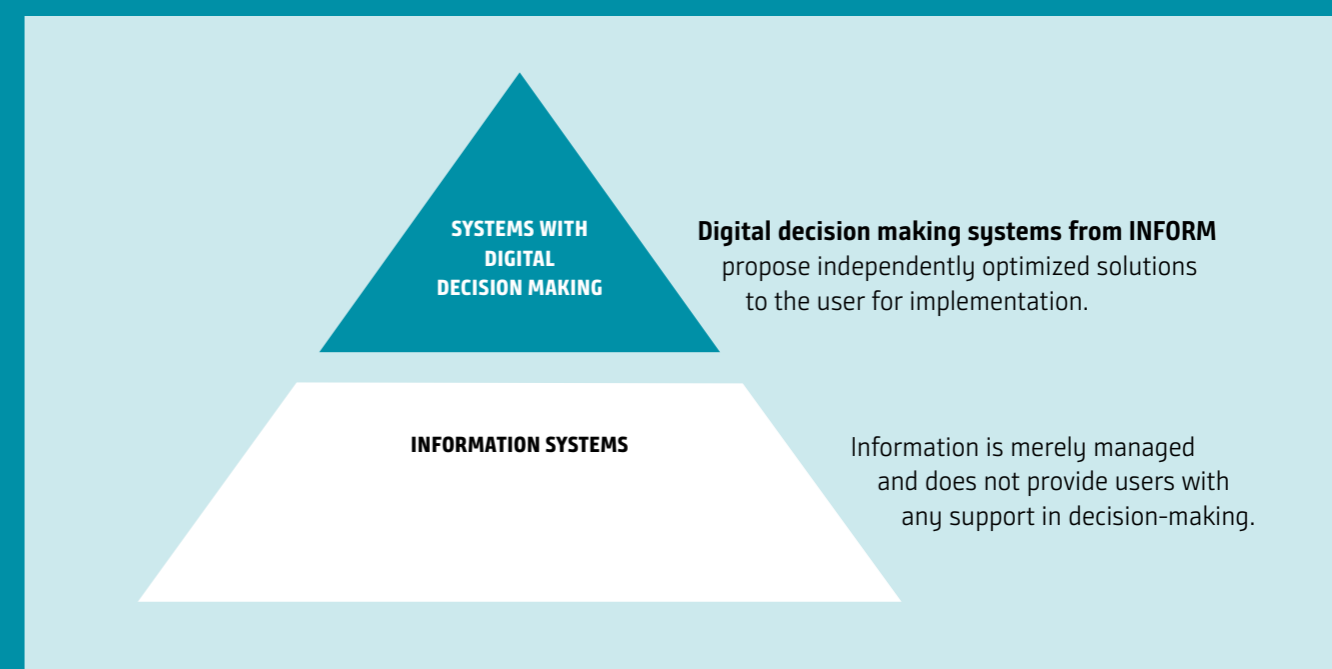 SYSTEMS WITH
DIGITAL
DECISION MAKING
Digital decision making systems from INFORM
propose independently optimized solutions
to the user for implementation.
INFORMATION SYSTEMS
Information is merely managed
and does not provide users with
any support in decision-making.